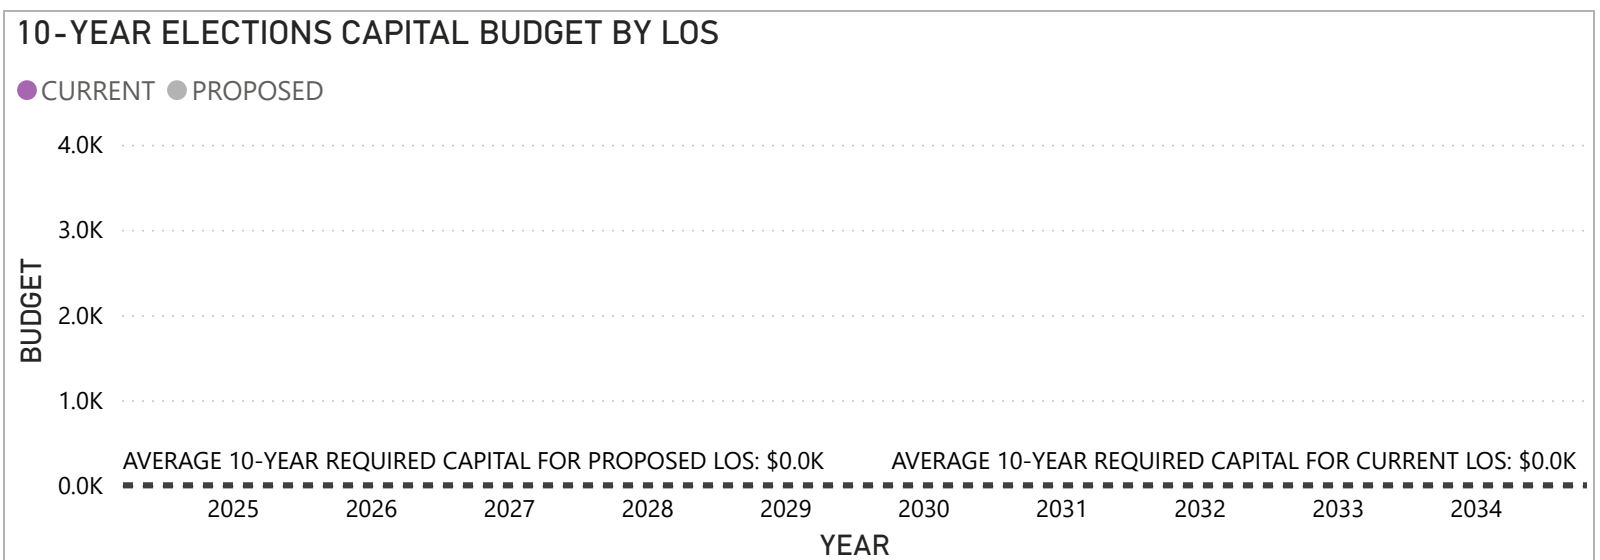 10-YEAR ELECTIONS CAPITAL BUDGET BY LOS
CURRENT PROPOSED
4.0K
3.0K
2.0K
1.0K
0.0K
BUDGET
AVERAGE 10-YEAR REQUIRED CAPITAL FOR PROPOSED LOS: $0.0K AVERAGE 10-YEAR REQUIRED CAPITAL FOR CURRENT LOS: $0.0K
2025 2026 2027 2028 2029 2030 2031 2032 2033 2034
YEAR